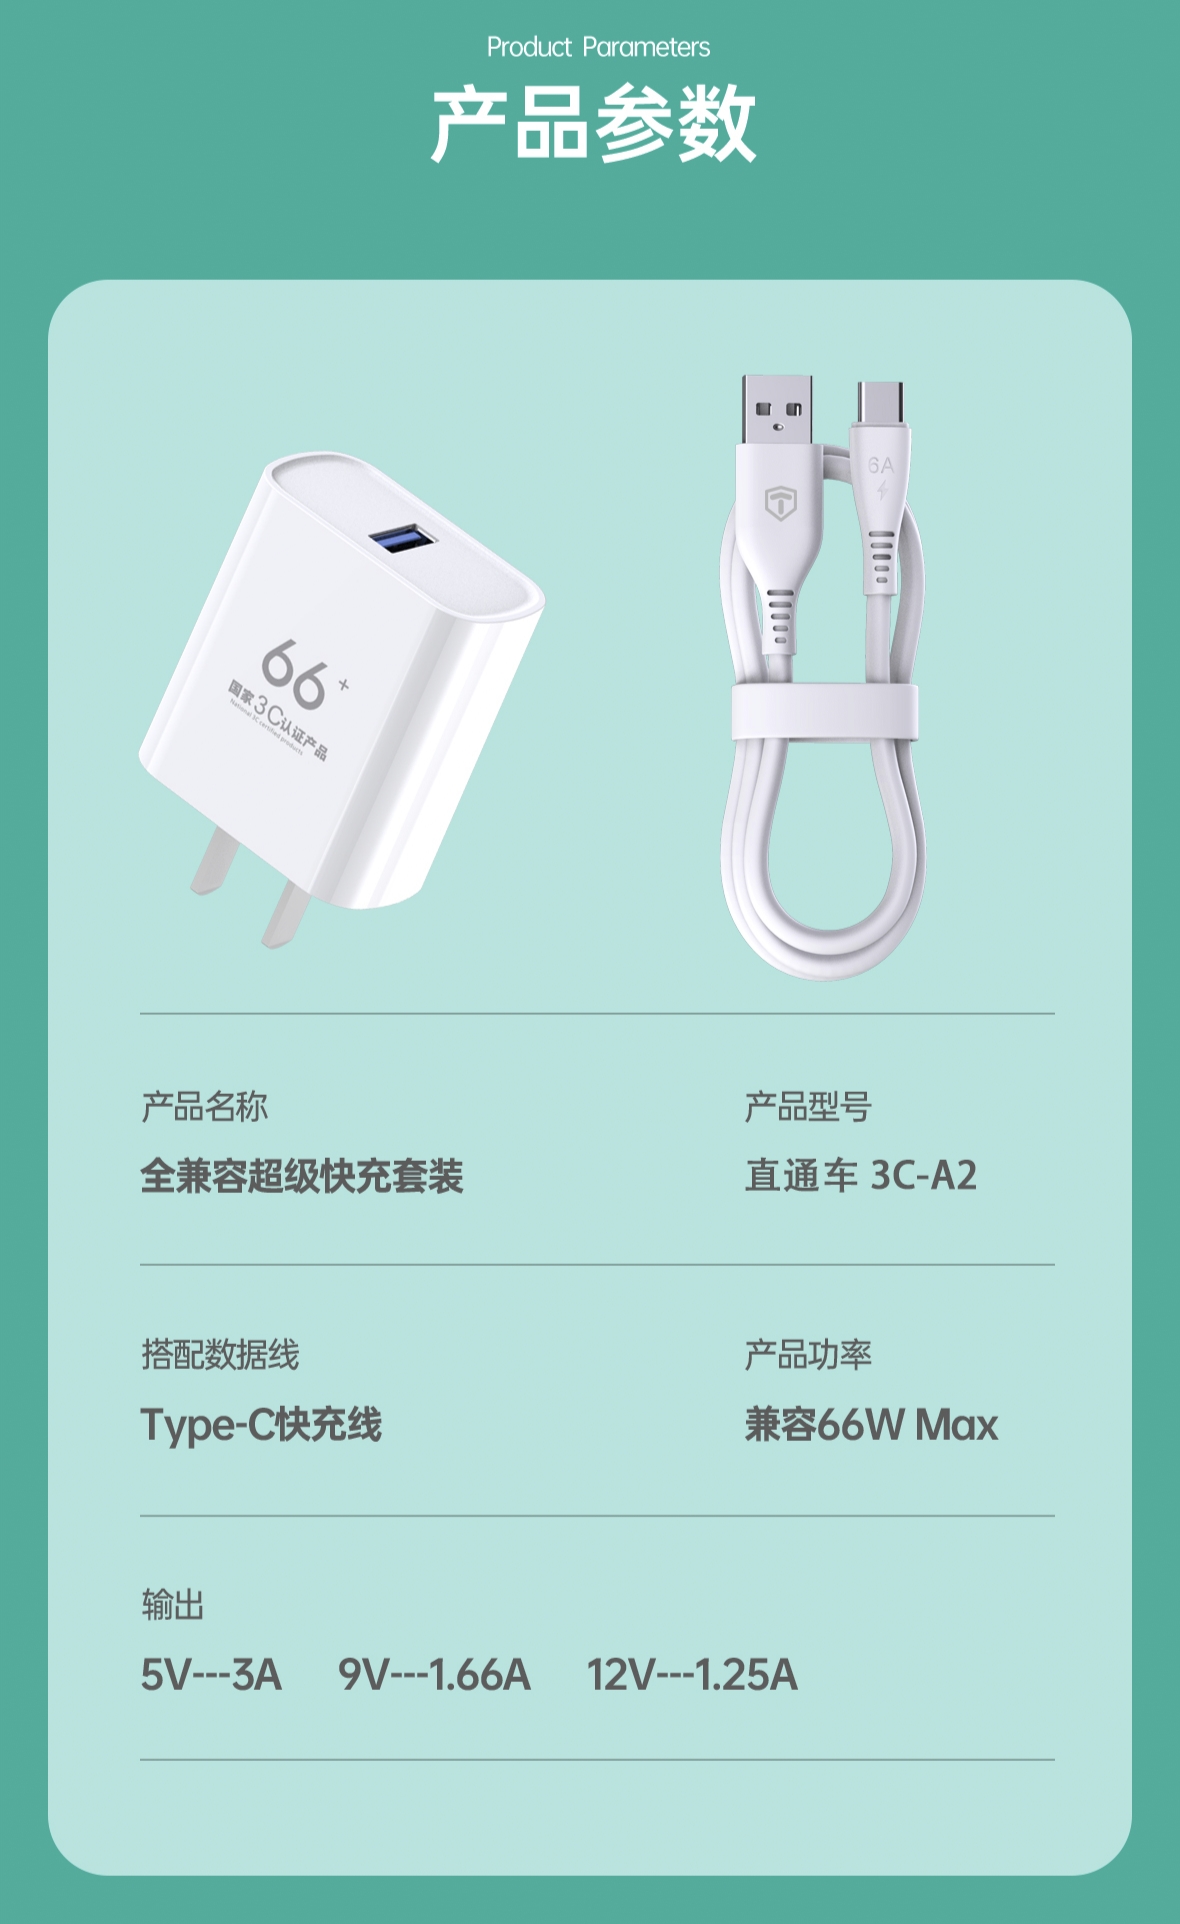 Product Parameters
产品参数
66+
国家3C认证产品
National 3C certified products
6A
产品名称
产品型号
全兼容超级快充套装
直通车 3C-A2
搭配数据线
产品功率
Type-C快充线
兼容66W Max
输出
5V---3A 9V---1.66A 12V---1.25A